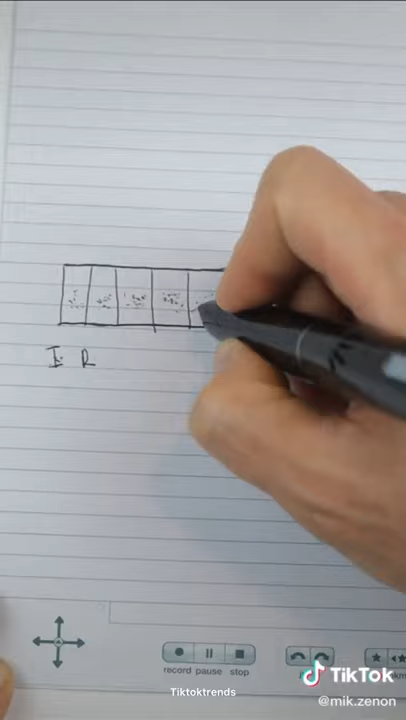 I R
record pause stop
TikTok
Tiktoktrends
@mik.zenon